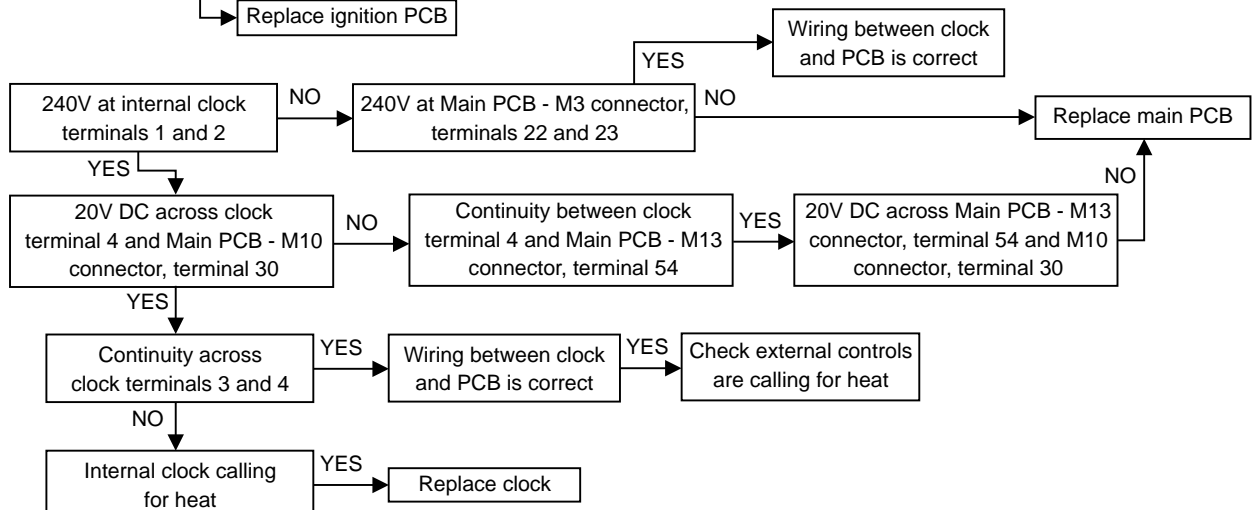 Replace ignition PCB
Wiring between clock
and PCB is correct
YES
240V at internal clock
terminals 1 and 2
NO
240V at Main PCB - M3 connector,
terminals 22 and 23
NO
Replace main PCB
YES
NO
20V DC across clock
terminal 4 and Main PCB - M10
connector, terminal 30
NO
Continuity between clock
terminal 4 and Main PCB - M13
connector, terminal 54
YES
20V DC across Main PCB - M13
connector, terminal 54 and M10
connector, terminal 30
YES
Continuity across
clock terminals 3 and 4
YES
Wiring between clock
and PCB is correct
YES
Check external controls
are calling for heat
NO
Internal clock calling
for heat
YES
Replace clock